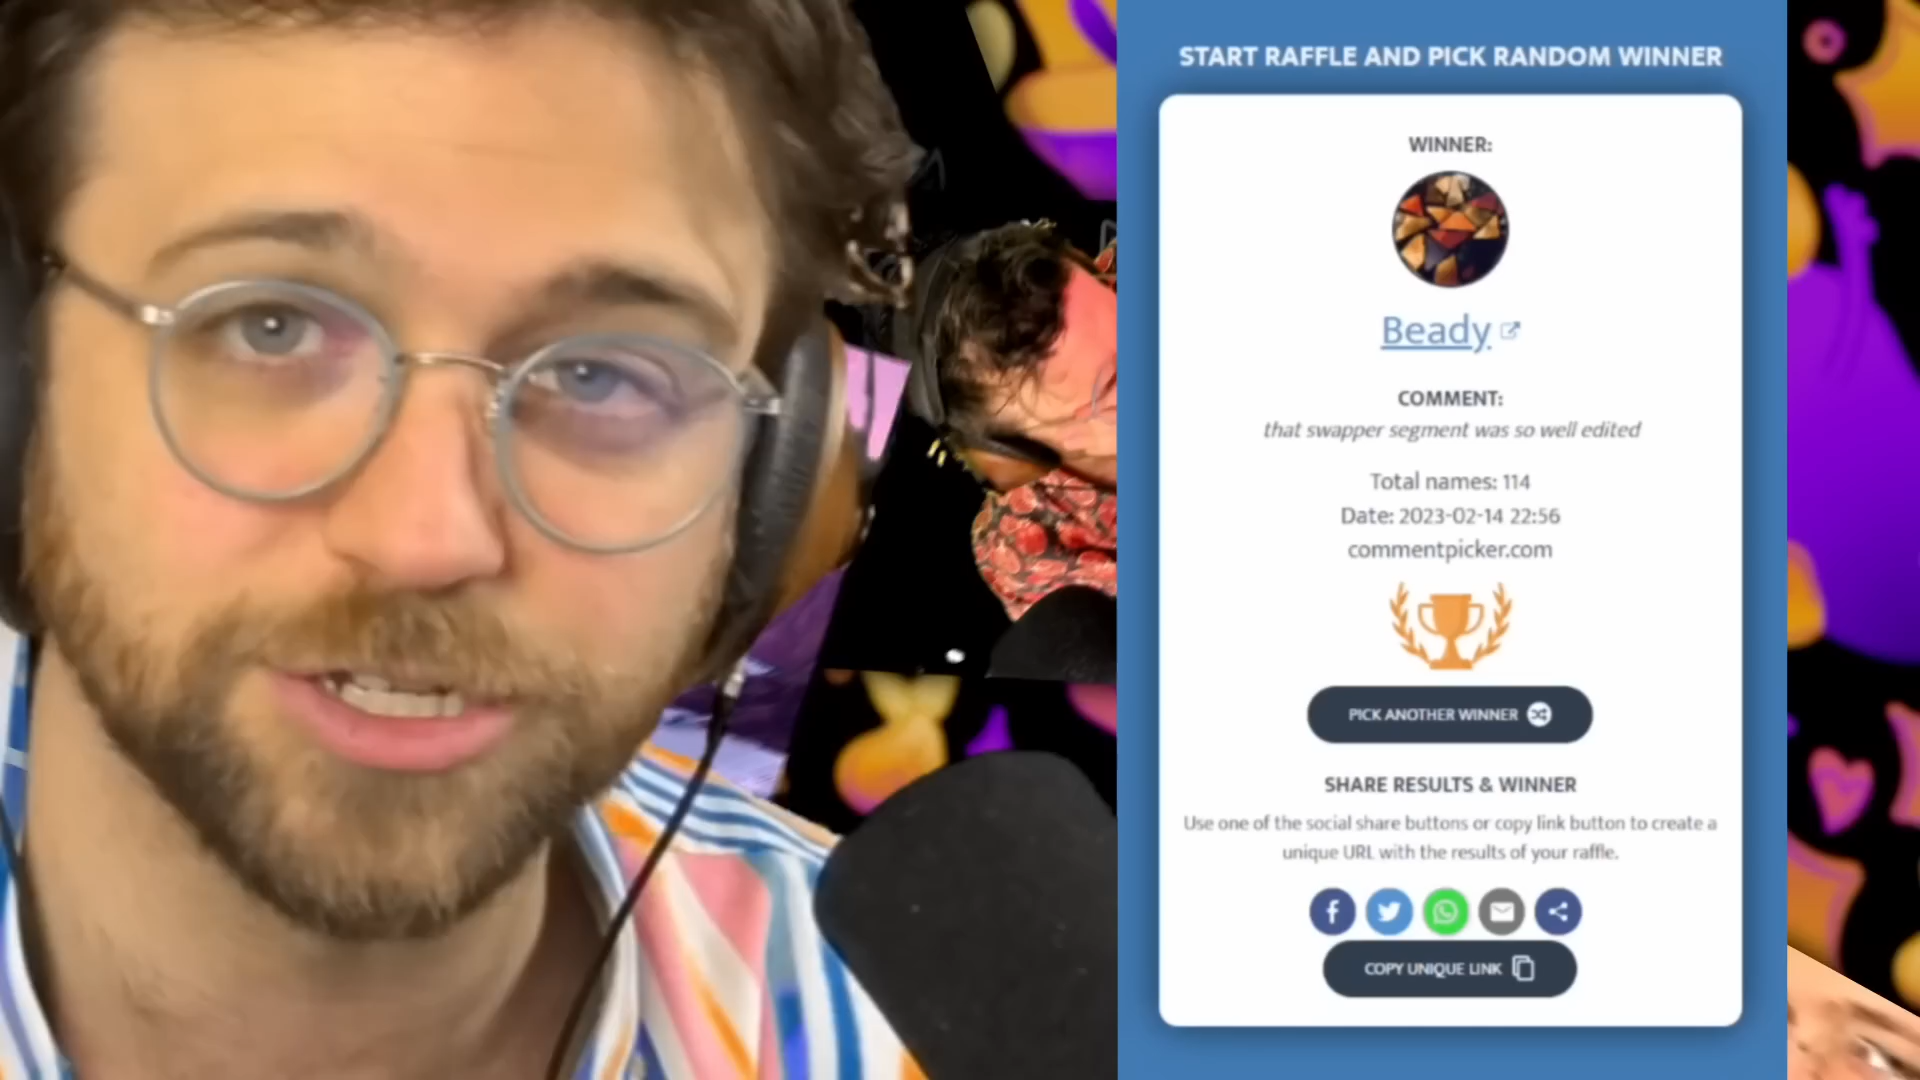 START RAFFLE AND PICK RANDOM WINNER
WINNER:
Beady
COMMENT:
that swapper segment was so well edited
Total names: 114
Date: 2023-02-14 22:56
commentpicker.com
PICK ANOTHER WINNER
SHARE RESULTS & WINNER
Use one of the social share buttons or copy link button to create a
unique URL with the results of your raffle.
COPY UNIQUE LINK